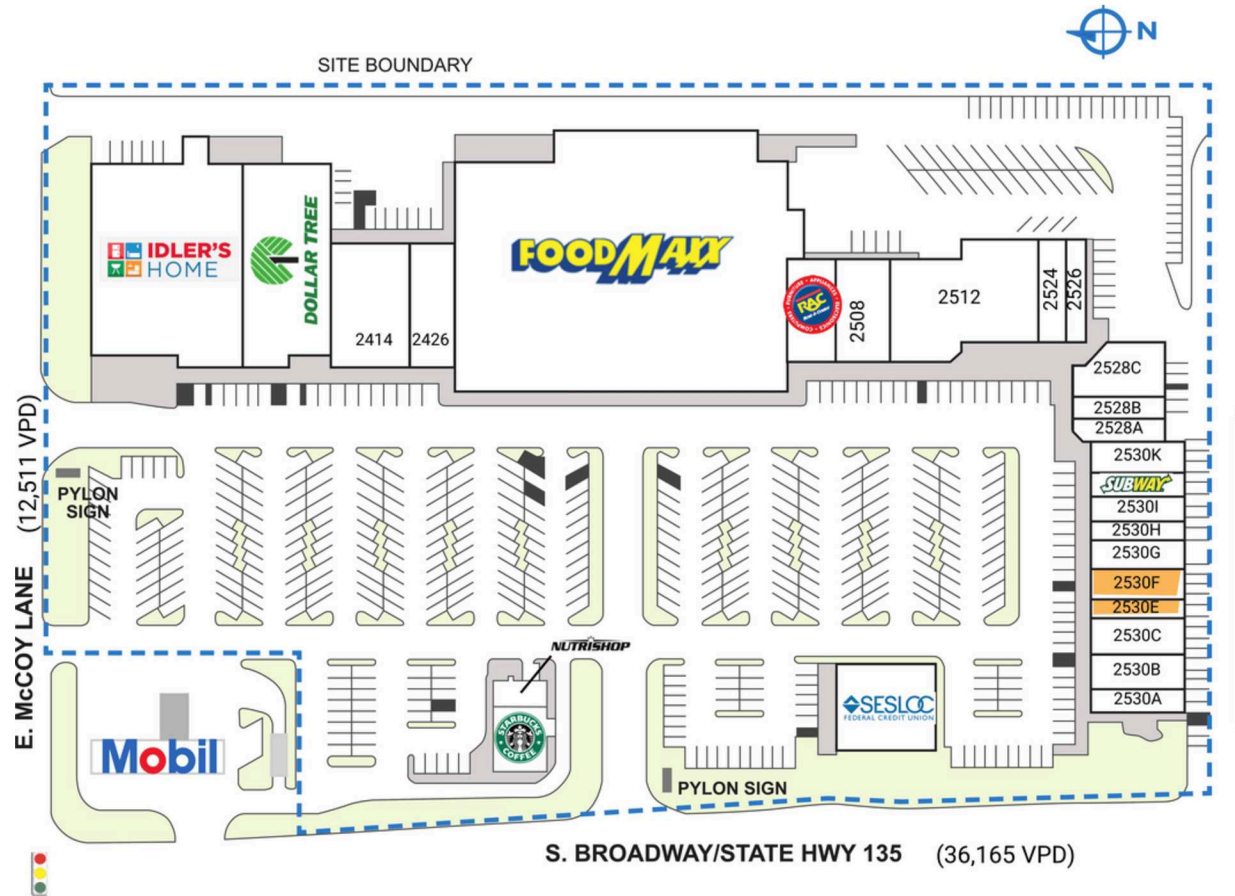 N
SITE BOUNDARY
IDLER'S
HOME
DOLLAR TREE
FOODMAXX
RAC
2414
2426
2508
2512
2524
2526
2528C
2528B
2528A
2530K
SUBWAY
2530I
2530H
2530G
2530F
2530E
2530C
2530B
2530A
E. McCOY LANE (12,511 VPD)
PYLON
SIGN
NUTRISHOP
STARBUCKS
COFFEE
SESLOC
FEDERAL CREDIT UNION
Mobil
PYLON SIGN
S. BROADWAY/STATE HWY 135 (36,165 VPD)